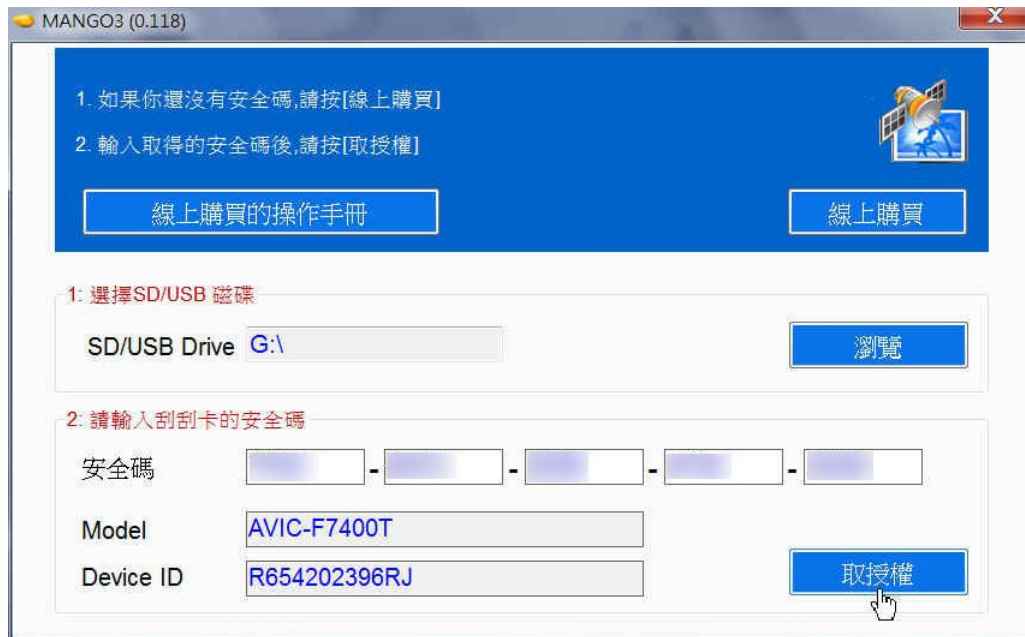 MANGO3 (0.118)
1. 如果你還沒有安全碼,請按[線上購買]
2. 輸入取得的安全碼後,請按[取授權]
線上購買的操作手冊
線上購買
1: 選擇SD/USB 磁碟
SD/USB Drive G:\
瀏覽
2: 請輸入刮刮卡的安全碼
安全碼 - - - -
Model AVIC-F7400T
Device ID R654202396RJ
取授權